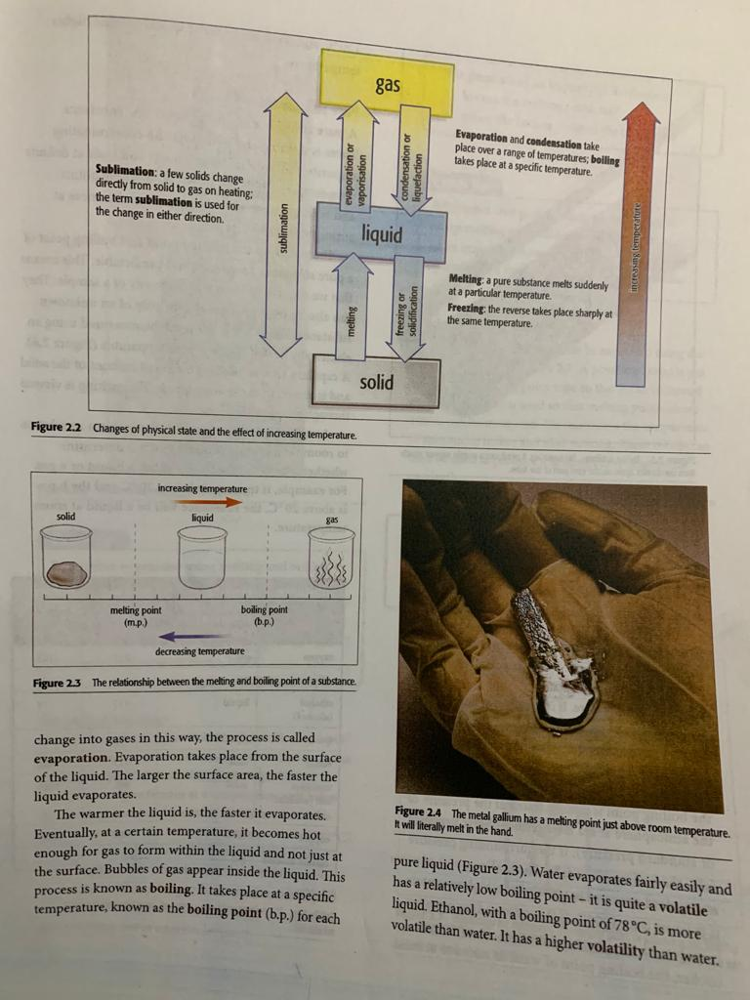 gas
Sublimation: a few solids change
directly from solid to gas on heating;
the term sublimation is used for
the change in either direction.
sublimation
evaporation or
vaporisation
condensation or
liquefaction
Evaporation and condensation take
place over a range of temperatures; boiling
takes place at a specific temperature.
increasing temperature
liquid
melting
freezing or
solidification
Melting: a pure substance melts suddenly
at a particular temperature.
Freezing: the reverse takes place sharply at
the same temperature.
solid
Figure 2.2 Changes of physical state and the effect of increasing temperature.
increasing temperature
solid
liquid
gas
melting point
(m.p.)
boiling point
(b.p.)
decreasing temperature
Figure 2.3 The relationship between the melting and boiling point of a substance.
change into gases in this way, the process is called
evaporation. Evaporation takes place from the surface
of the liquid. The larger the surface area, the faster the
liquid evaporates.
The warmer the liquid is, the faster it evaporates.
Eventually, at a certain temperature, it becomes hot
enough for gas to form within the liquid and not just at
the surface. Bubbles of gas appear inside the liquid. This
process is known as boiling. It takes place at a specific
temperature, known as the boiling point (b.p.) for each
Figure 2.4 The metal gallium has a melting point just above room temperature.
It will literally melt in the hand.
pure liquid (Figure 2.3). Water evaporates fairly easily and
has a relatively low boiling point – it is quite a volatile
liquid. Ethanol, with a boiling point of 78 °C, is more
volatile than water. It has a higher volatility than water.